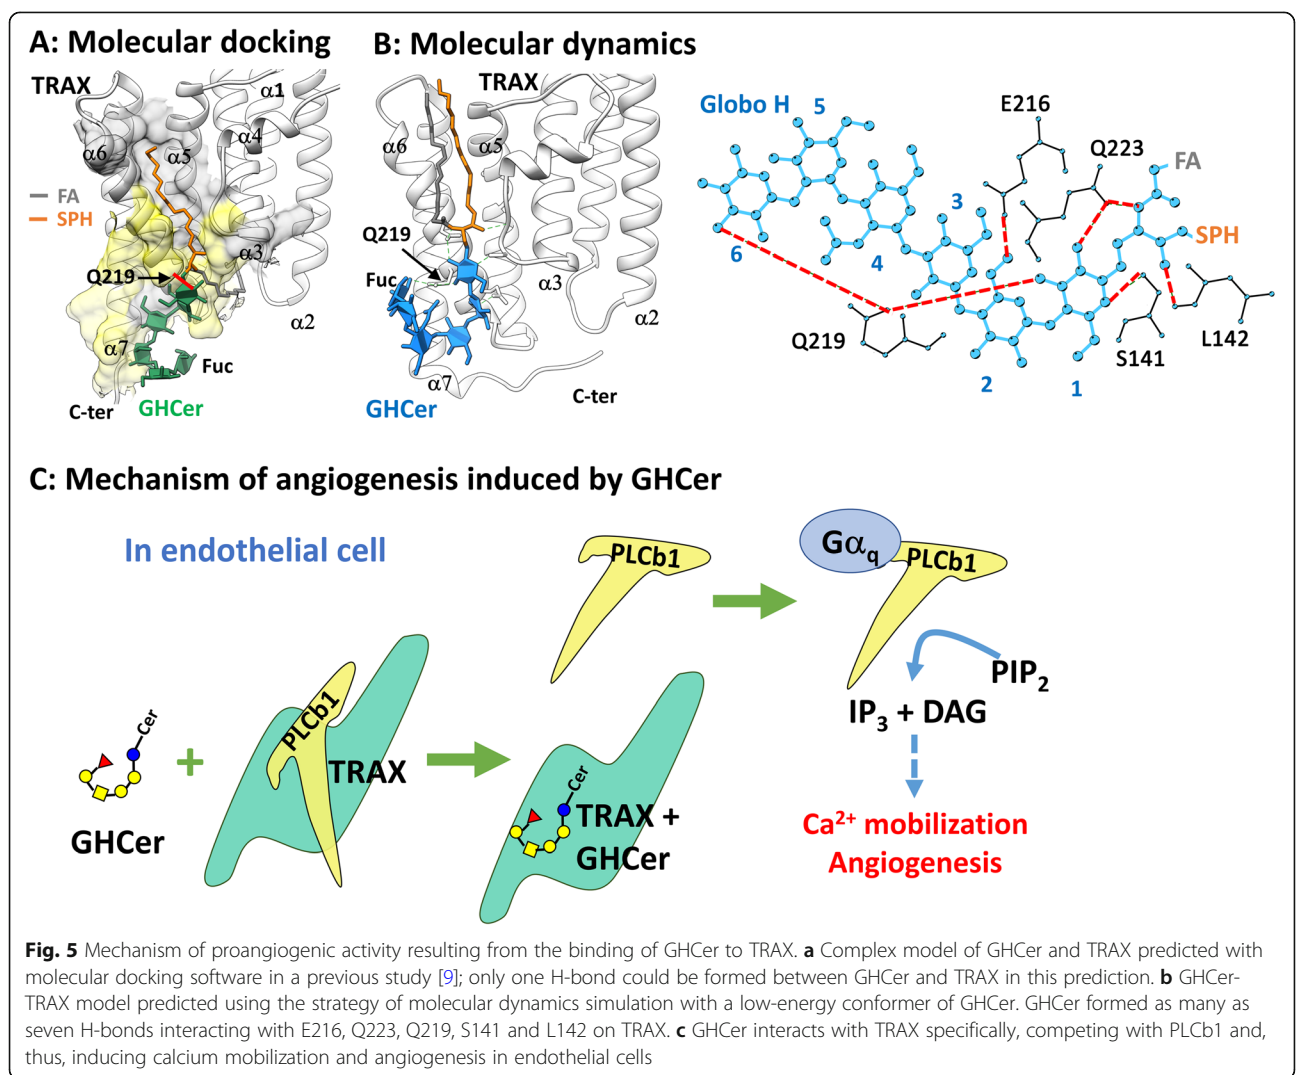 A: Molecular docking
TRAX
α1
α4
α6
α5
FA
SPH
α3
Q219
α2
α7
Fuc
C-ter
GHCer
B: Molecular dynamics
TRAX
α6
α5
Q219
Fuc
α3
α2
α7
C-ter
GHCer
Globo H
5
E216
Q223
FA
3
SPH
6
4
Q219
S141
L142
2
1
C: Mechanism of angiogenesis induced by GHCer
In endothelial cell
PLCb1
Gαq
PLCb1
PIP2
IP3 + DAG
Cer
PLCb1
+
TRAX
GHCer
Cer
TRAX +
GHCer
Ca2+ mobilization
Angiogenesis
Fig. 5 Mechanism of proangiogenic activity resulting from the binding of GHCer to TRAX. a Complex model of GHCer and TRAX predicted with
molecular docking software in a previous study [9]; only one H-bond could be formed between GHCer and TRAX in this prediction. b GHCer-
TRAX model predicted using the strategy of molecular dynamics simulation with a low-energy conformer of GHCer. GHCer formed as many as
seven H-bonds interacting with E216, Q223, Q219, S141 and L142 on TRAX. c GHCer interacts with TRAX specifically, competing with PLCb1 and,
thus, inducing calcium mobilization and angiogenesis in endothelial cells